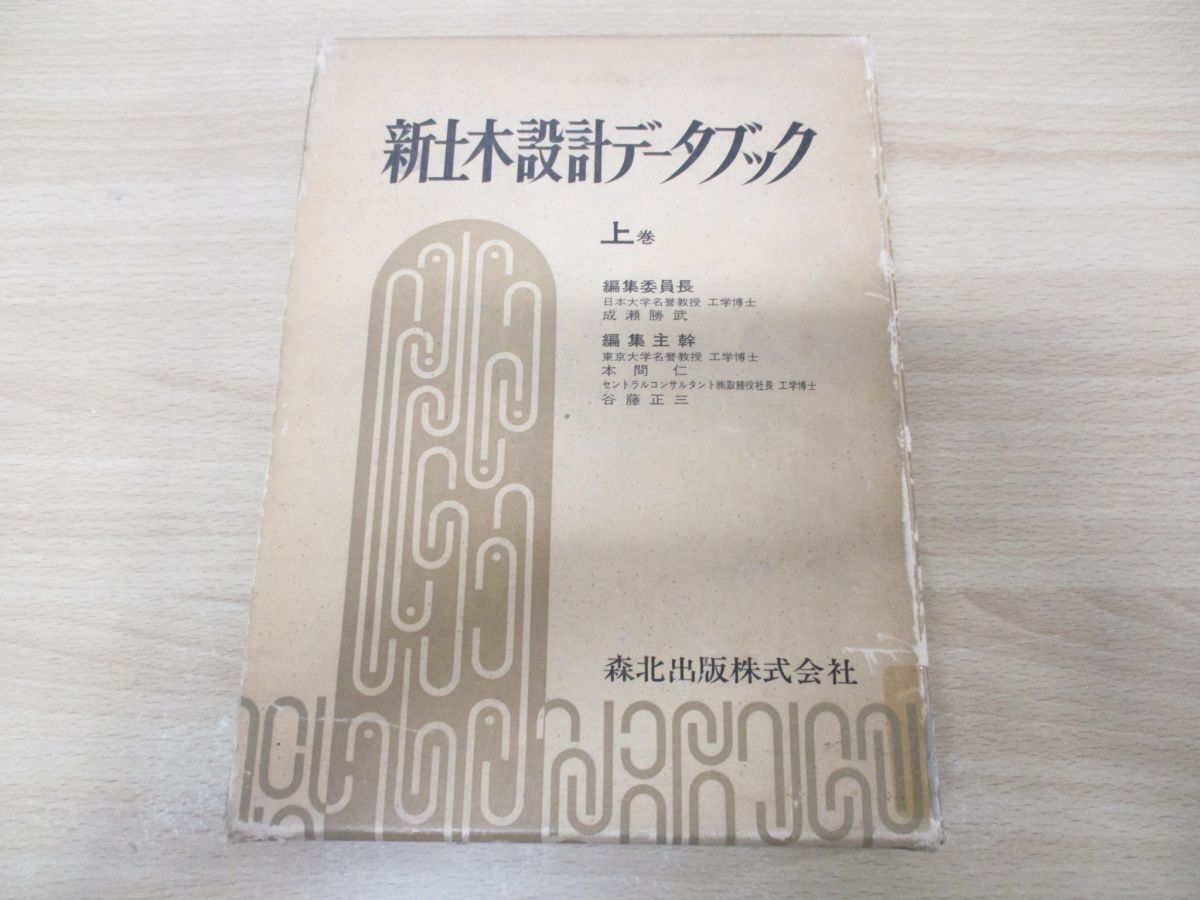 新土木設計データブック
上巻
編集委員長
日本大学名誉教授 工学博士
成瀬勝武
編集主幹
東京大学名誉教授 工学博士
本間仁
セントラルコンサルタント㈱取締役社長 工学博士
谷藤正三
森北出版株式会社